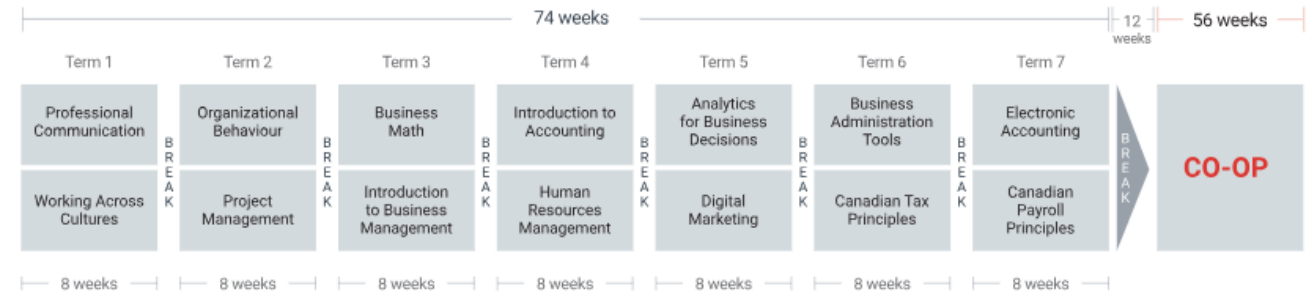 74 weeks
12
weeks
56 weeks
Term 1
Term 2
Term 3
Term 4
Term 5
Term 6
Term 7
Professional
Communication
Organizational
Behaviour
Business
Math
Introduction to
Accounting
Analytics
for Business
Decisions
Business
Administration
Tools
Electronic
Accounting
BREAK
BREAK
BREAK
BREAK
BREAK
BREAK
BREAK
CO-OP
Working Across
Cultures
Project
Management
Introduction
to Business
Management
Human
Resources
Management
Digital
Marketing
Canadian Tax
Principles
Canadian
Payroll
Principles
8 weeks
8 weeks
8 weeks
8 weeks
8 weeks
8 weeks
8 weeks